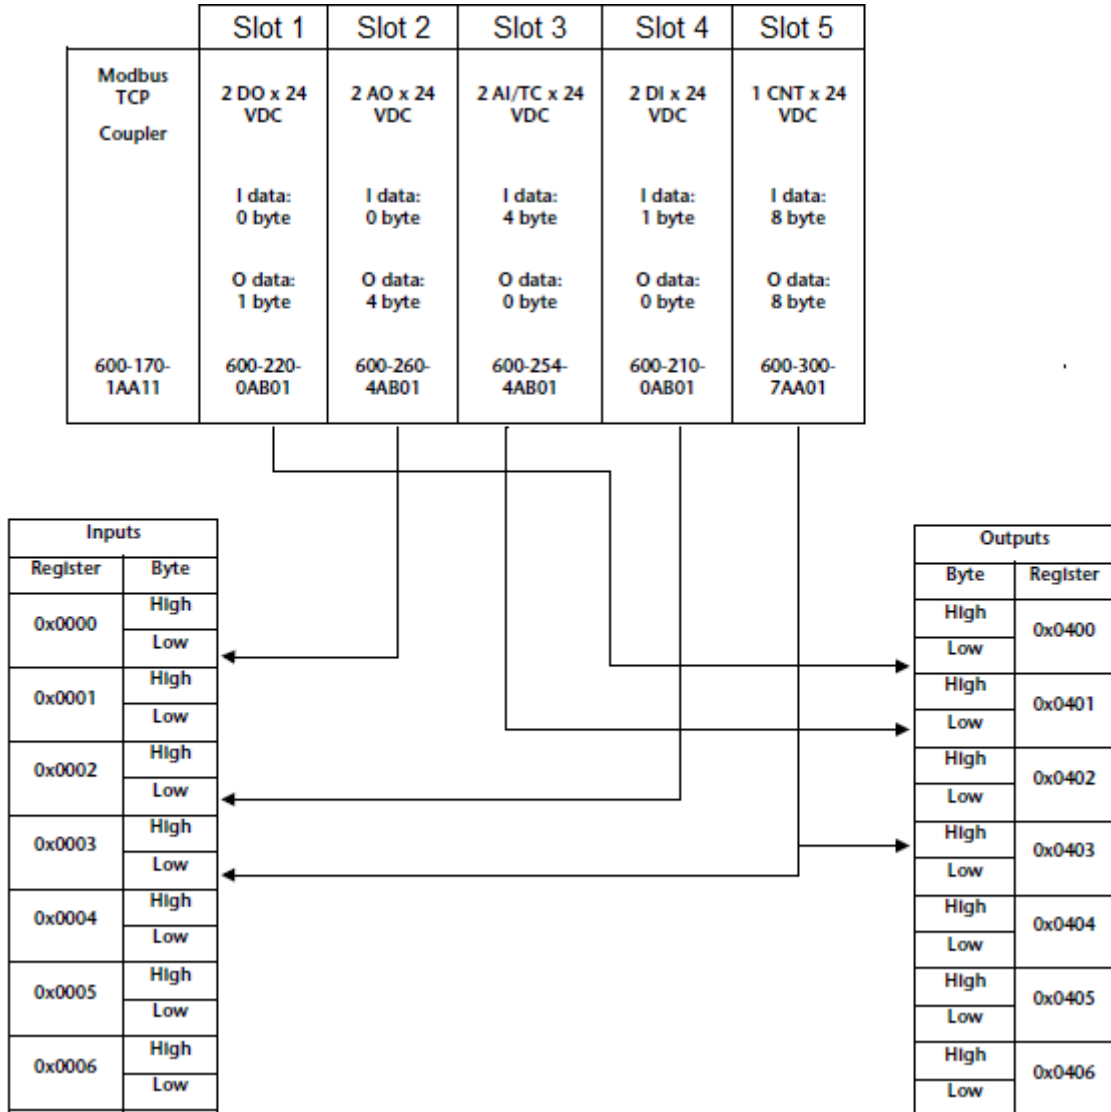 Slot 1 Slot 2 Slot 3 Slot 4 Slot 5
Modbus
TCP
Coupler
600-170-
1AA11
2 DO x 24
VDC
I data:
0 byte
O data:
1 byte
600-220-
0AB01
2 AO x 24
VDC
I data:
0 byte
O data:
4 byte
600-260-
4AB01
2 AI/TC x 24
VDC
I data:
4 byte
O data:
0 byte
600-254-
4AB01
2 DI x 24
VDC
I data:
1 byte
O data:
0 byte
600-210-
0AB01
1 CNT x 24
VDC
I data:
8 byte
O data:
8 byte
600-300-
7AA01
Inputs
Register Byte
0x0000
High
Low
0x0001
High
Low
0x0002
High
Low
0x0003
High
Low
0x0004
High
Low
0x0005
High
Low
0x0006
High
Low
Outputs
Byte Register
High
Low
0x0400
High
Low
0x0401
High
Low
0x0402
High
Low
0x0403
High
Low
0x0404
High
Low
0x0405
High
Low
0x0406